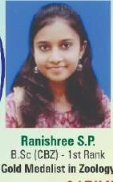 Ranishree S.P.
B.Sc (CBZ) - 1st Rank
Gold Medalist in Zoology